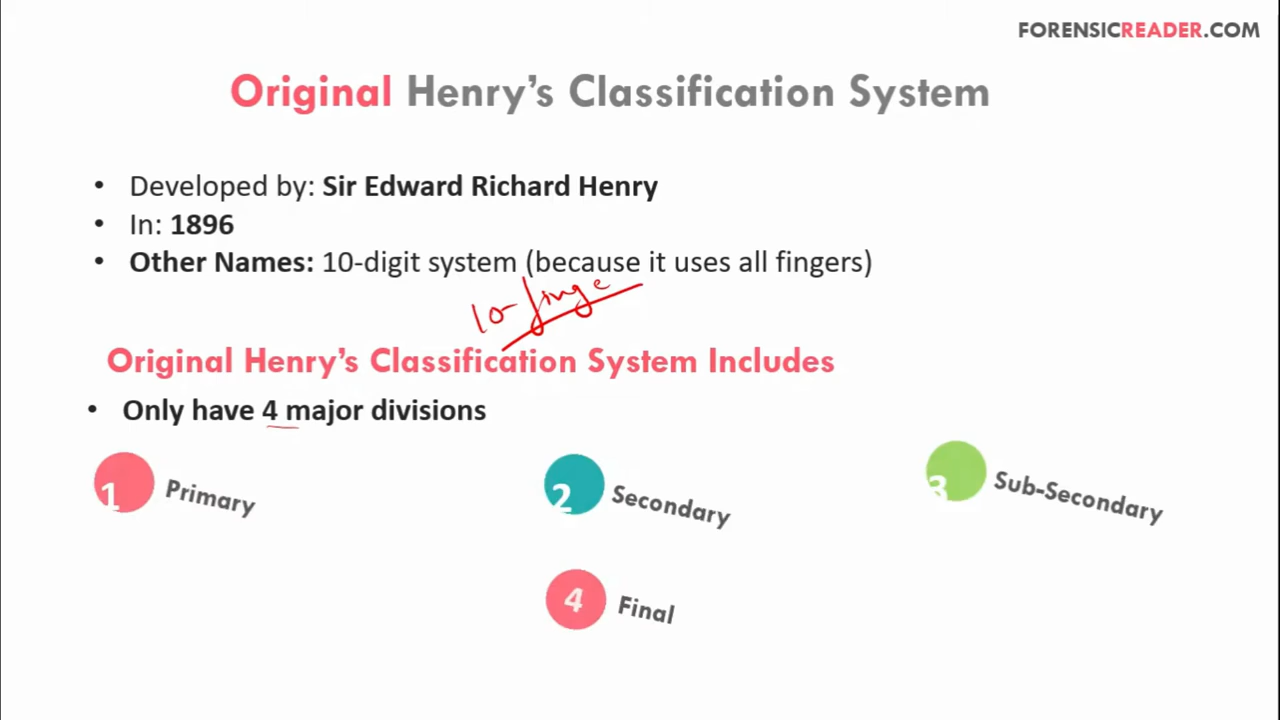 FORENSICREADER.COM
Original Henry's Classification System
• Developed by: Sir Edward Richard Henry
• In: 1896
• Other Names: 10-digit system (because it uses all fingers)
10-finge
Original Henry's Classification System Includes
• Only have 4 major divisions
1 Primary
2 Secondary
3 Sub-Secondary
4 Final